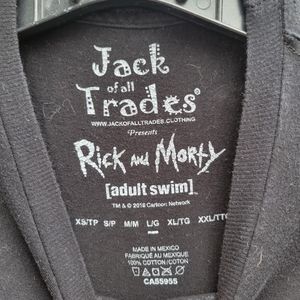 Jack
of all
Trades®
WWW.JACKOFALLTRADES.CLOTHING
Presents
Rick and Morty
[adult swim]™
TM & © 2018 Cartoon Network
XS/TP S/P M/M L/G XL/TG XXL/TTG
MADE IN MEXICO
FABRIQUÉ AU MEXIQUE
100% COTTON/COTON
CA55955